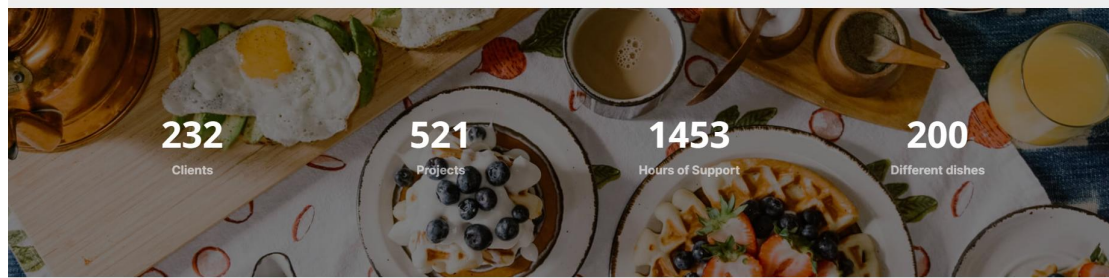 232
521
1453
200
Clients
Projects
Hours of Support
Different dishes